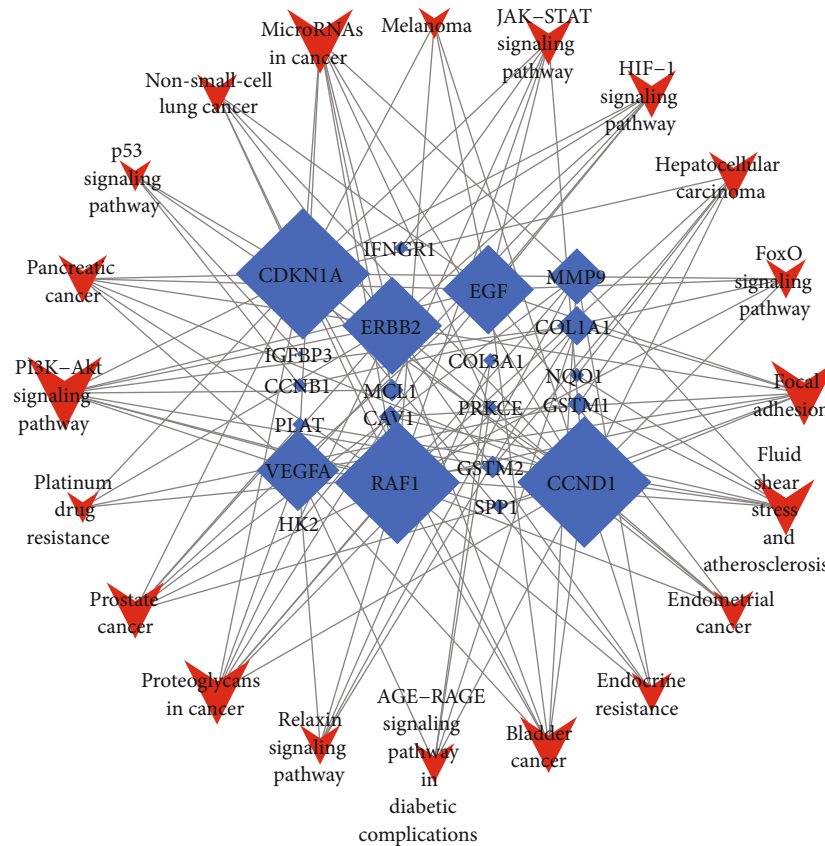 MicroRNAs
in cancer
Melanoma
JAK−STAT
signaling
pathway
HIF−1
signaling
pathway
Non-small-cell
lung cancer
p53
signaling
pathway
Hepatocellular
carcinoma
Pancreatic
cancer
FoxO
signaling
pathway
PI3K−Akt
signaling
pathway
Focal
adhesion
Platinum
drug
resistance
Fluid
shear
stress
and
atherosclerosis
Prostate
cancer
Endometrial
cancer
Proteoglycans
in cancer
Endocrine
resistance
Relaxin
signaling
pathway
AGE−RAGE
signaling
pathway
in
diabetic
complications
Bladder
cancer
IFNGR1
CDKN1A
EGF
MMP9
ERBB2
COL1A1
IGFBP3
COL3A1
CCNB1
MCL1
NQO1
PLAT
CAV1
PRKCE
GSTM1
VEGFA
RAF1
GSTM2
CCND1
HK2
SPP1